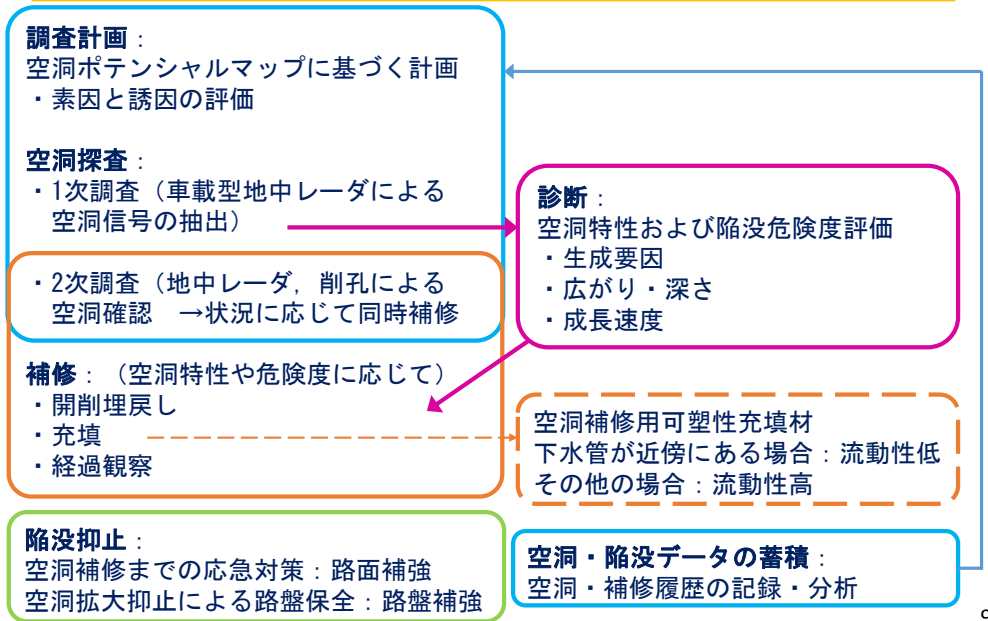 調査計画：
空洞ポテンシャルマップに基づく計画
・素因と誘因の評価
空洞探査：
・1次調査（車載型地中レーダによる
空洞信号の抽出）
・2次調査（地中レーダ，削孔による
空洞確認　→状況に応じて同時補修
補修：（空洞特性や危険度に応じて）
・開削埋戻し
・充填
・経過観察
診断：
空洞特性および陥没危険度評価
・生成要因
・広がり・深さ
・成長速度
空洞補修用可塑性充填材
下水管が近傍にある場合：流動性低
その他の場合：流動性高
陥没抑止：
空洞補修までの応急対策：路面補強
空洞拡大抑止による路盤保全：路盤補強
空洞・陥没データの蓄積：
空洞・補修履歴の記録・分析